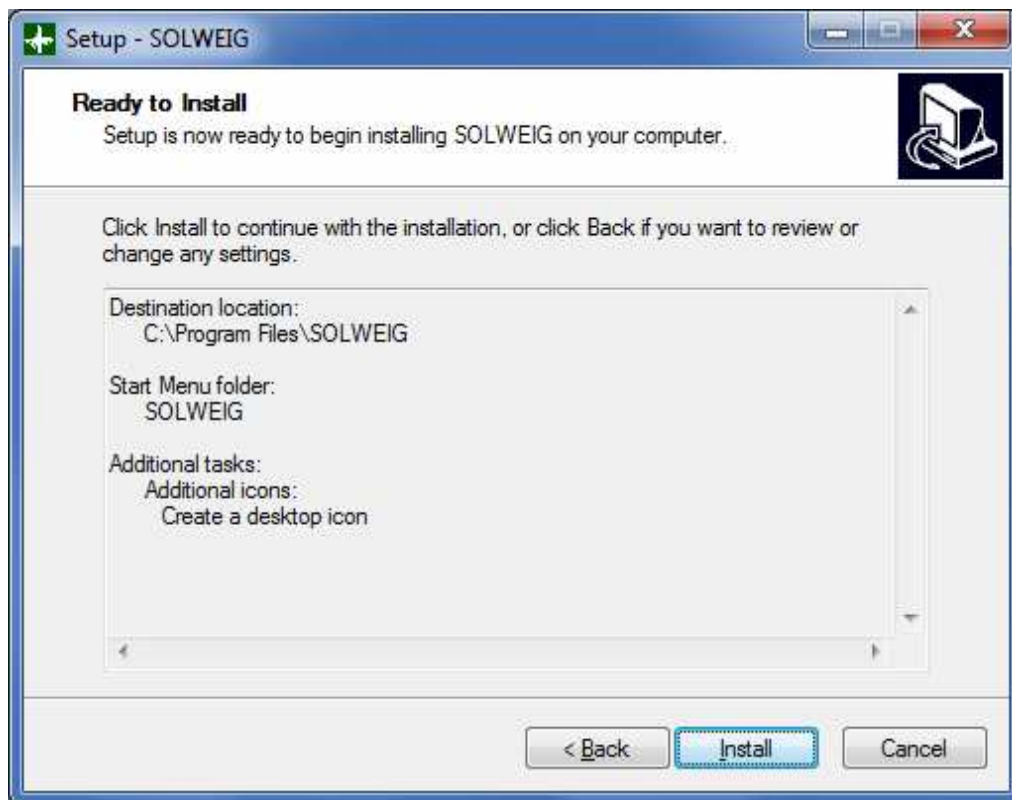 Setup - SOLWEIG
Ready to Install
Setup is now ready to begin installing SOLWEIG on your computer.
Click Install to continue with the installation, or click Back if you want to review or
change any settings.
Destination location:
C:\Program Files\SOLWEIG
Start Menu folder:
SOLWEIG
Additional tasks:
Additional icons:
Create a desktop icon
< Back
Install
Cancel